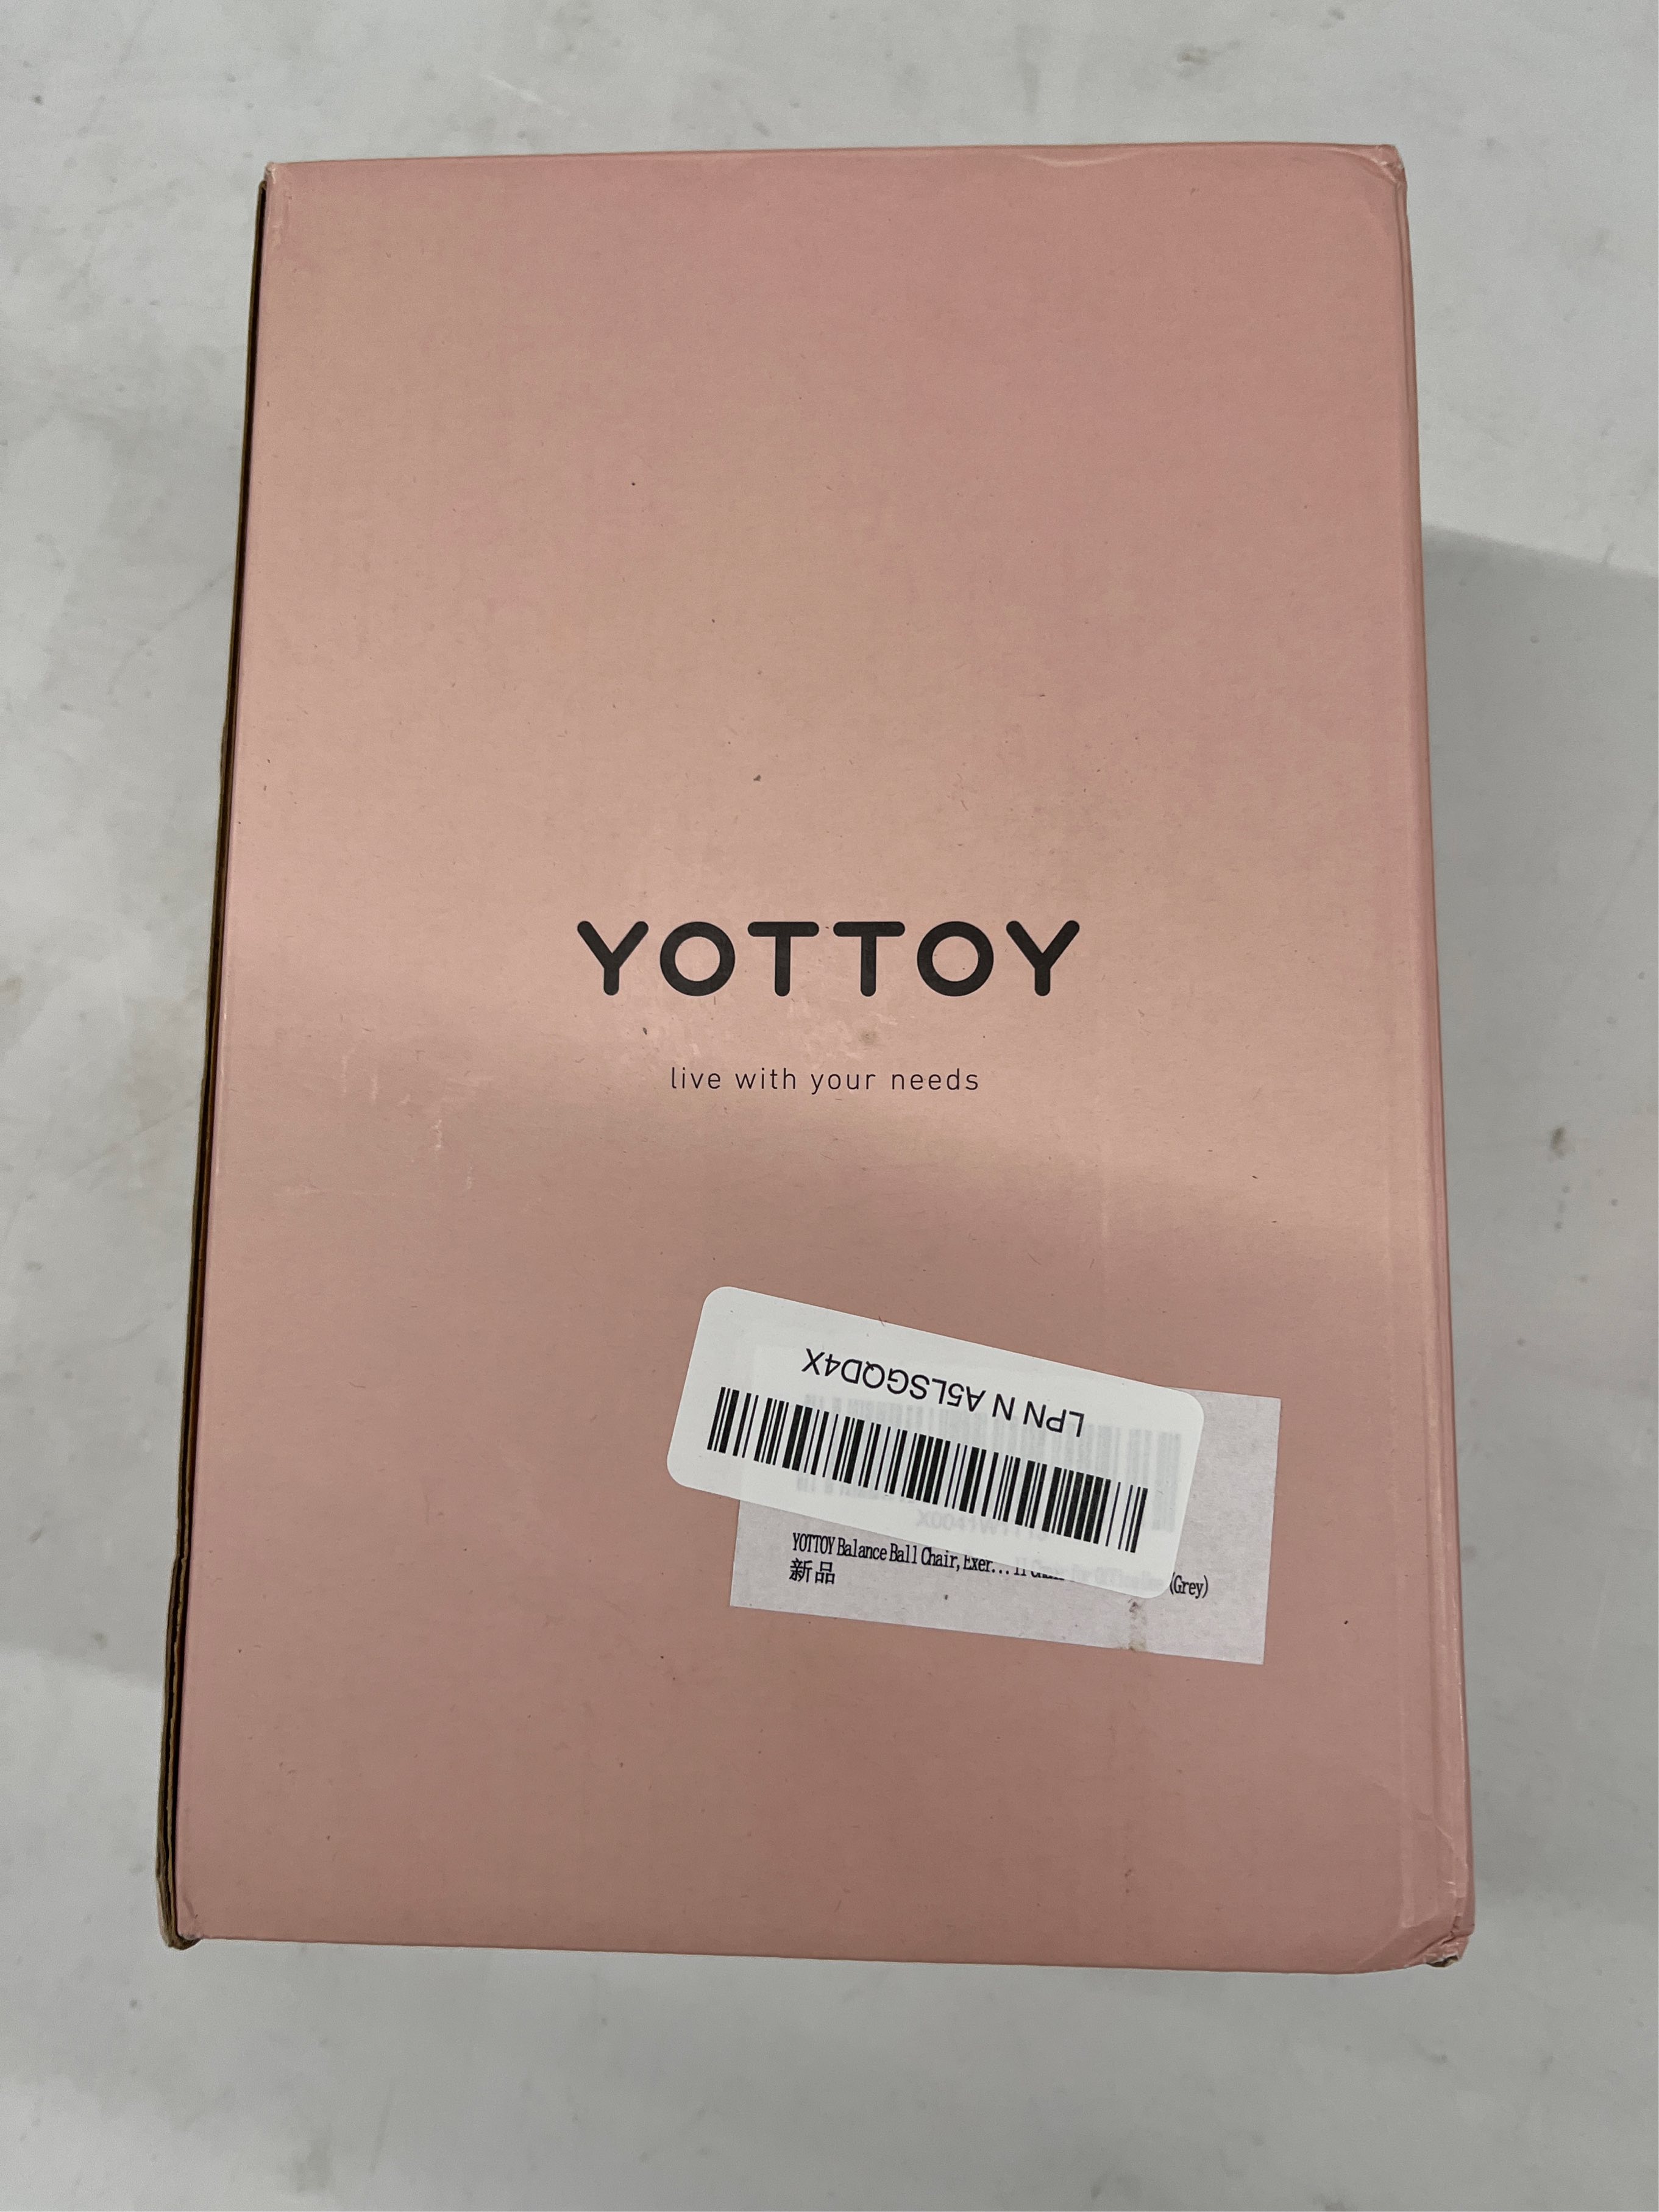 YOTTOY
live with your needs
LPN N A5LSGQD4X
YOTTOY Balance Ball Chair, Exer... (Grey)
新品